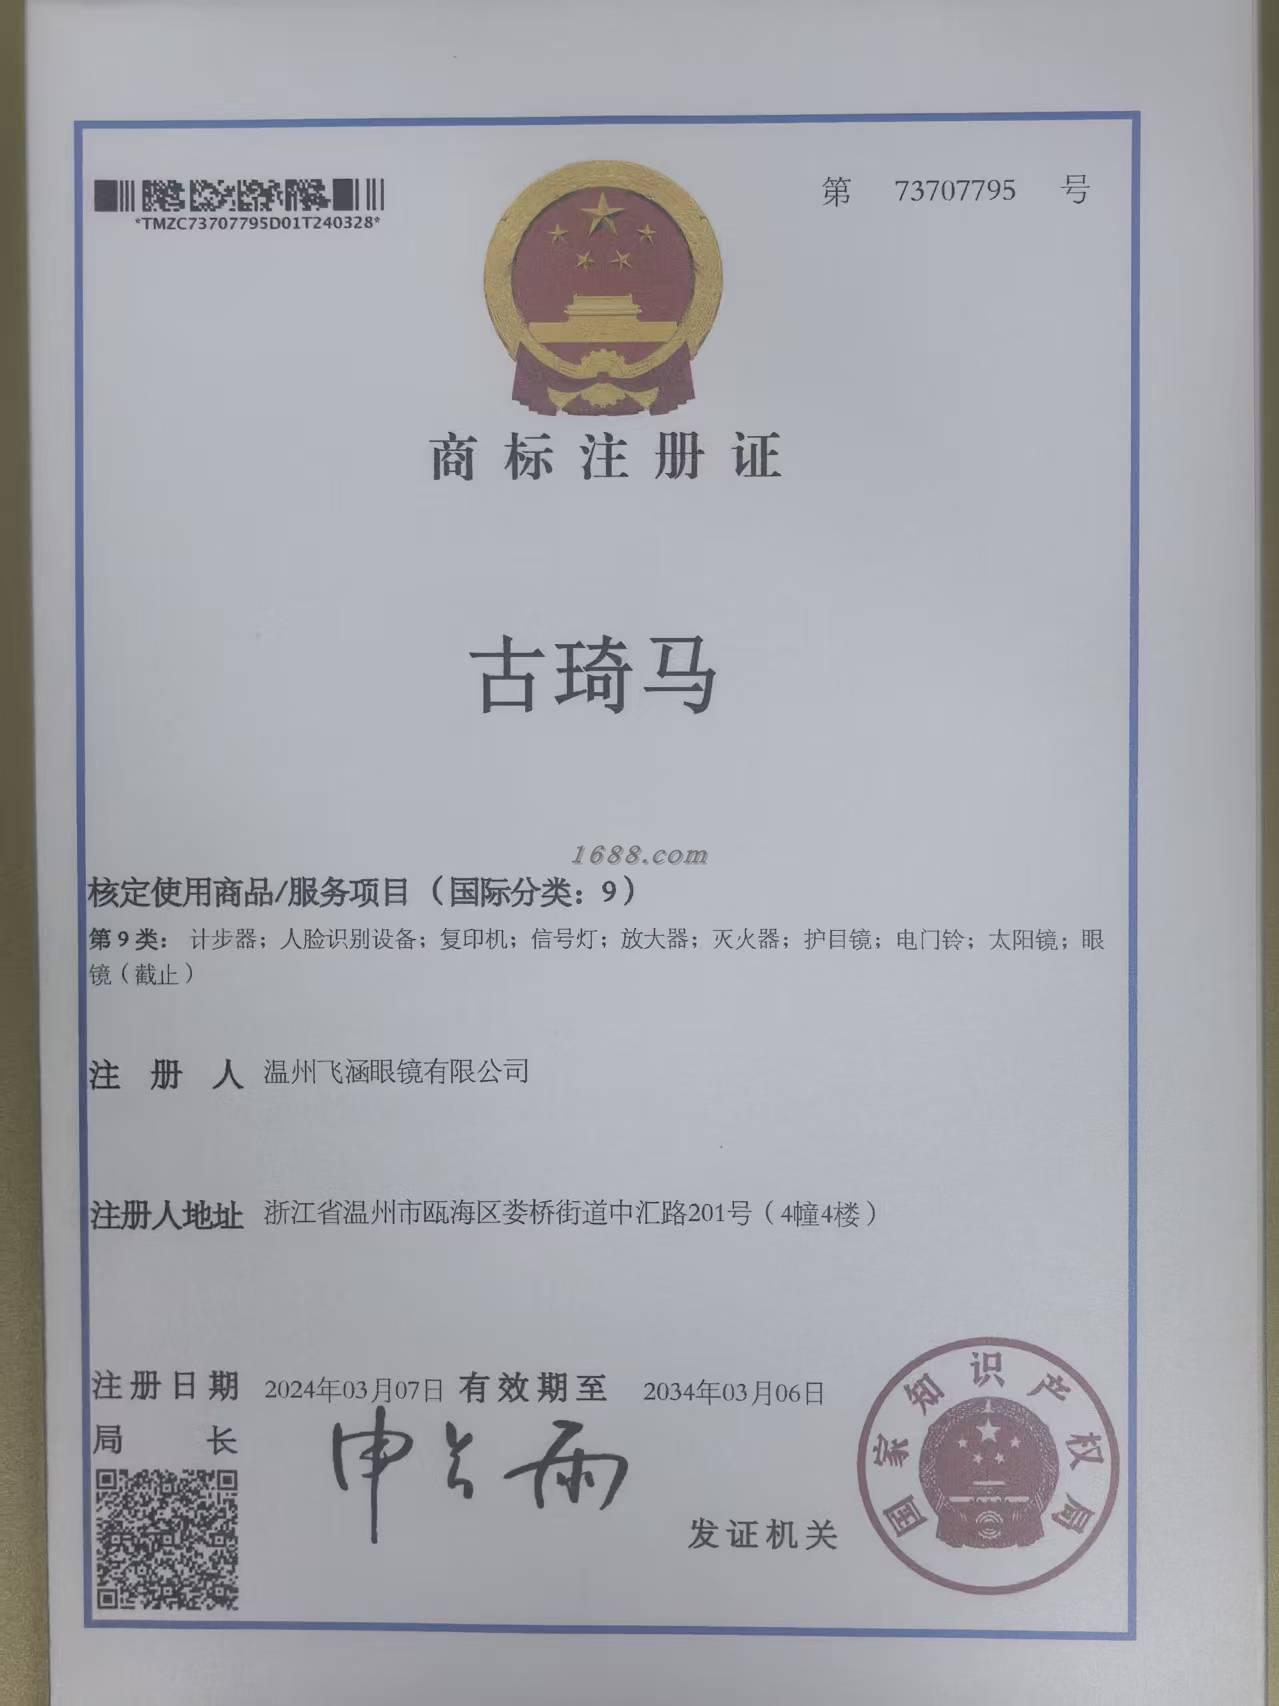 *TMZC73707795D01T240328*
第 73707795 号
商标注册证
古琦马
1688.com
核定使用商品/服务项目（国际分类：9）
第9类：计步器；人脸识别设备；复印机；信号灯；放大器；灭火器；护目镜；电门铃；太阳镜；眼
镜（截止）
注册人 温州飞涵眼镜有限公司
注册人地址 浙江省温州市瓯海区娄桥街道中汇路201号（4幢4楼）
注册日期 2024年03月07日 有效期至 2034年03月06日
局长 申长雨
发证机关
国家知识产权局